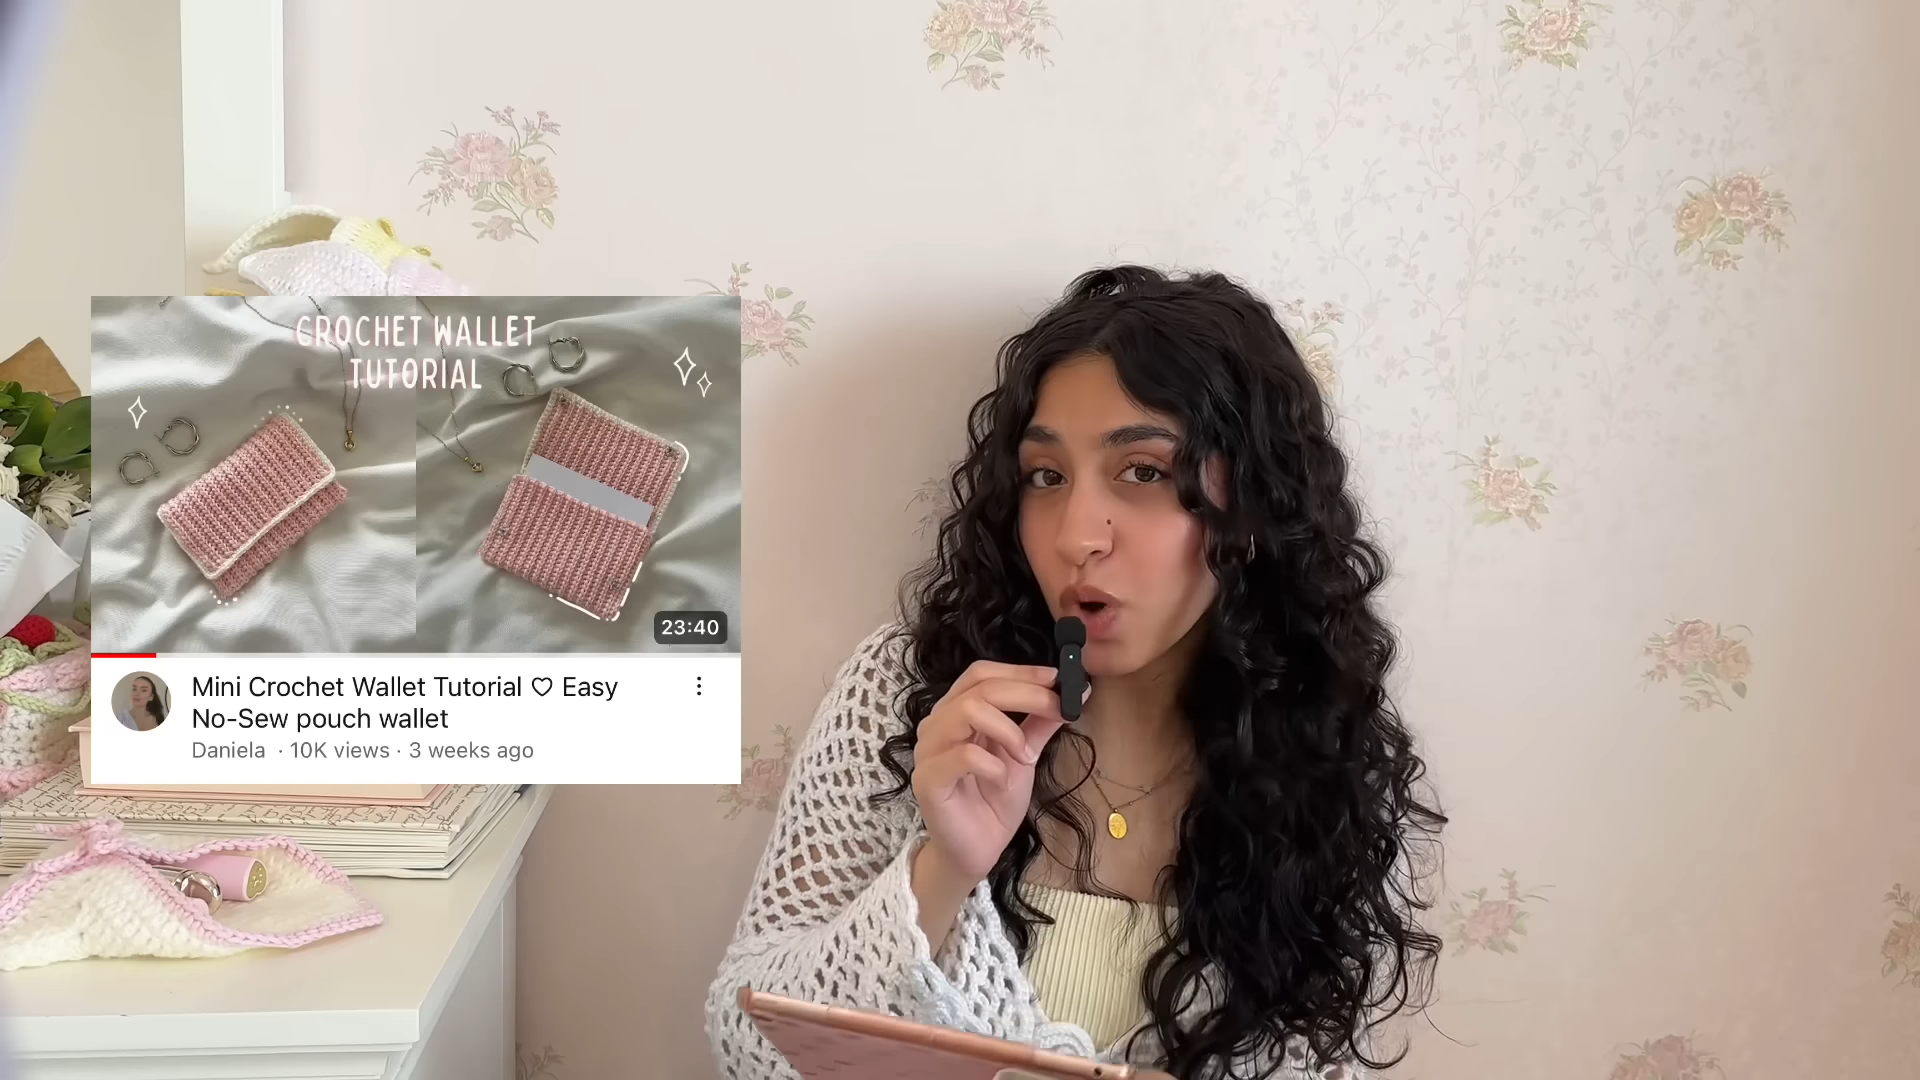 CROCHET WALLET
TUTORIAL
23:40
Mini Crochet Wallet Tutorial ♡ Easy
No-Sew pouch wallet
Daniela · 10K views · 3 weeks ago